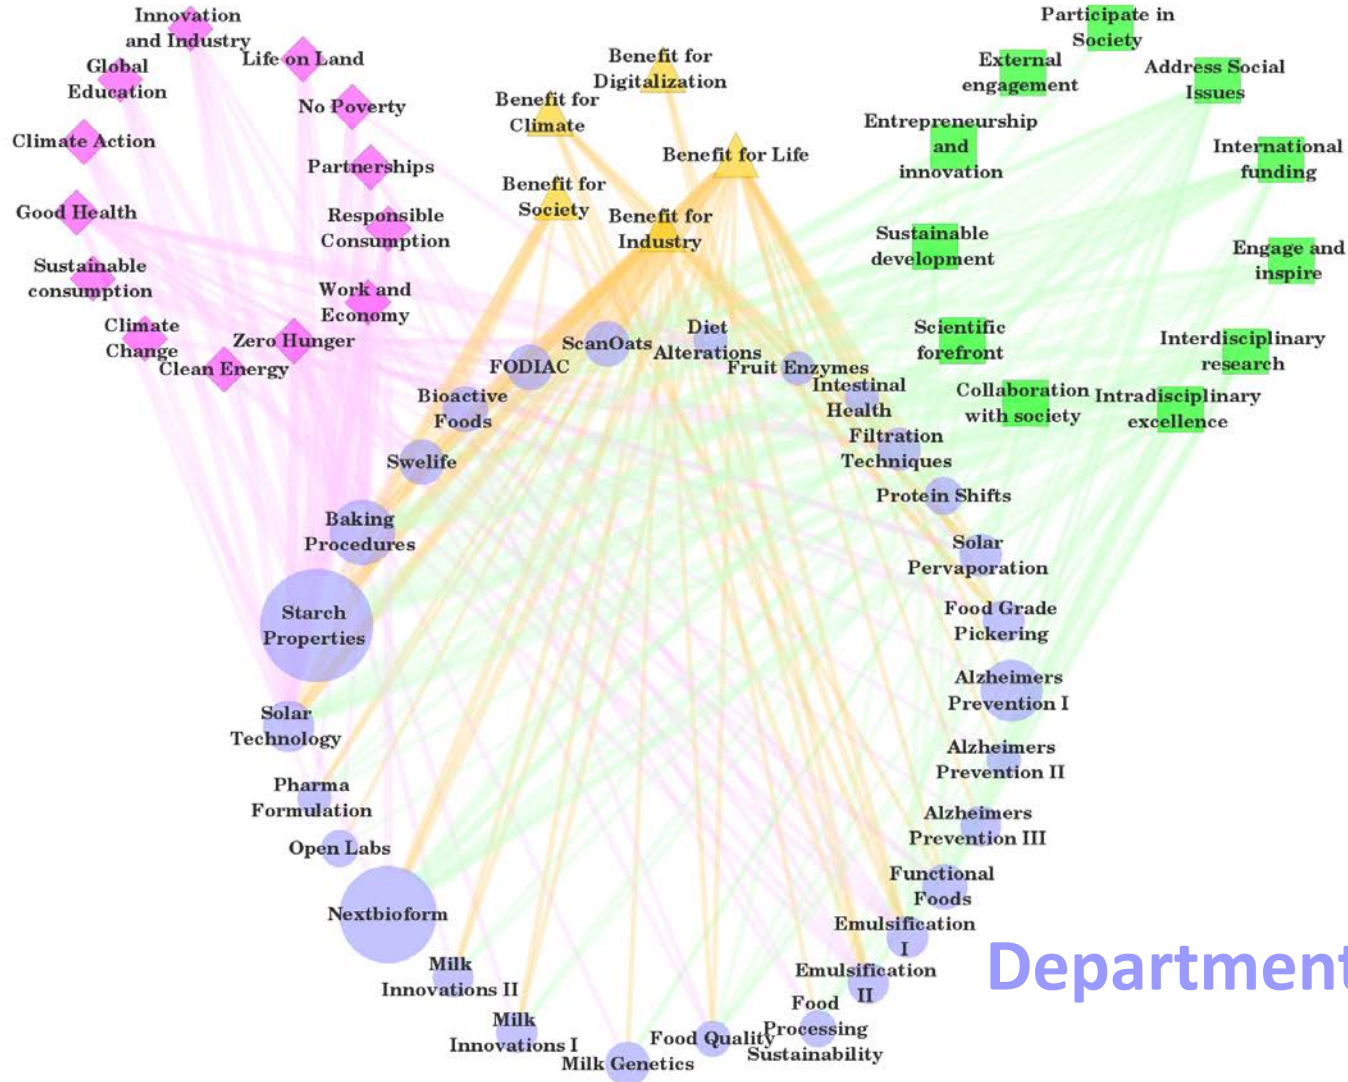 Innovation
and Industry
Life on Land
Global
Education
No Poverty
Climate Action
Partnerships
Good Health
Responsible
Consumption
Sustainable
consumption
Work and
Economy
Climate
Change
Zero Hunger
Clean Energy
Benefit for
Digitalization
Benefit for
Climate
Benefit for Life
Benefit for
Society
Benefit for
Industry
Participate in
Society
External
engagement
Address Social
Issues
Entrepreneurship
and
innovation
International
funding
Sustainable
development
Engage and
inspire
Scientific
forefront
Interdisciplinary
research
Collaboration
with society
Intradisciplinary
excellence
ScanOats
Diet
Alterations
FODIAC
Fruit Enzymes
Bioactive
Foods
Intestinal
Health
Swelife
Filtration
Techniques
Protein Shifts
Baking
Procedures
Solar
Pervaporation
Starch
Properties
Food Grade
Pickering
Alzheimers
Prevention I
Solar
Technology
Alzheimers
Prevention II
Pharma
Formulation
Alzheimers
Prevention III
Open Labs
Functional
Foods
Nextbioform
Emulsification
I
Milk
Innovations II
Emulsification
II
Milk
Innovations I
Food
Processing
Sustainability
Food Quality
Milk Genetics
Department